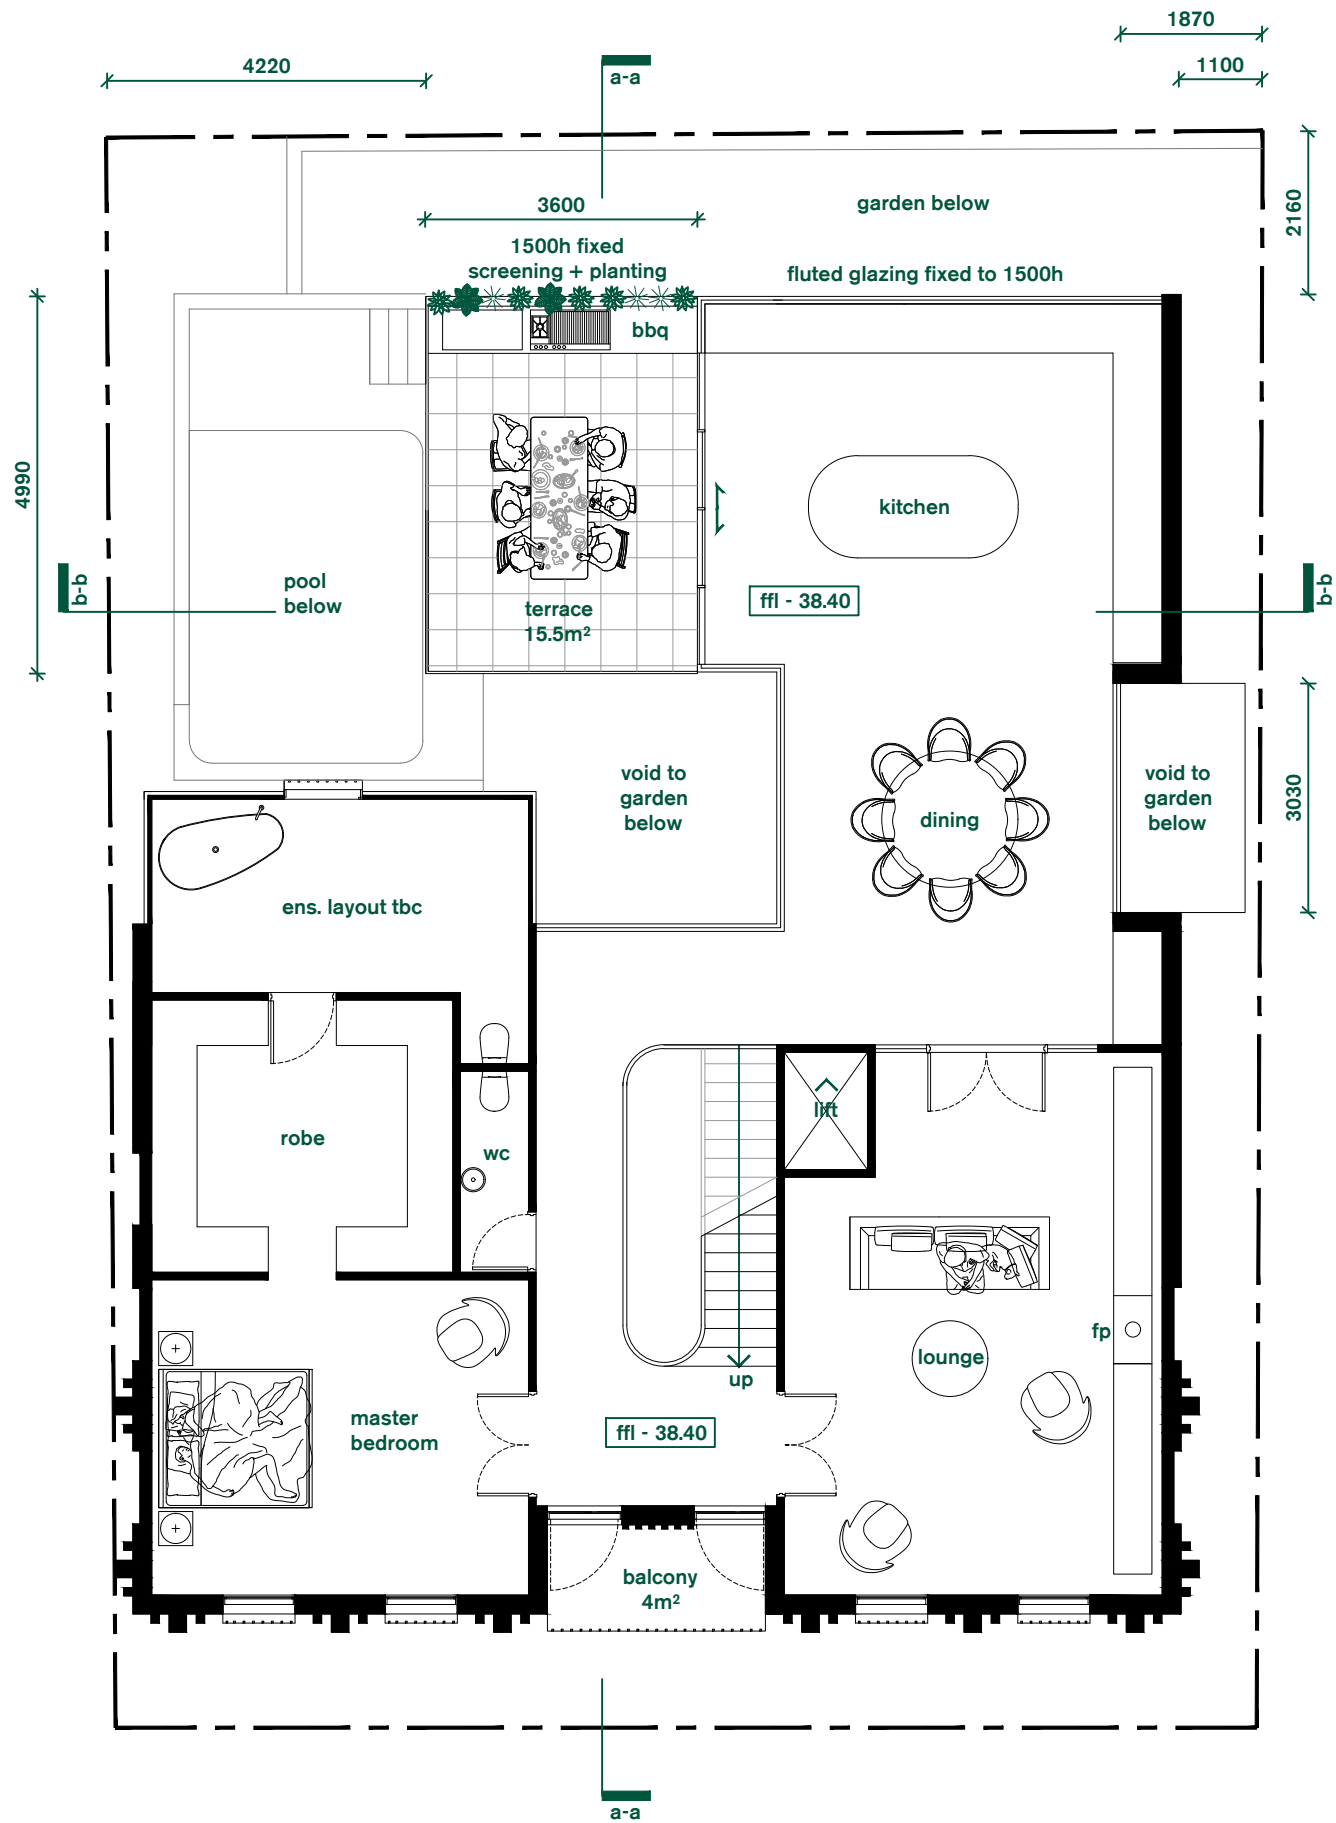 1870
4220
1100
a-a
2160
3600
garden below
1500h fixed
screening + planting
fluted glazing fixed to 1500h
bbq
4990
kitchen
b-b
pool
below
ffl - 38.40
b-b
terrace
15.5m²
void to
garden
below
dining
void to
garden
below
3030
ens. layout tbc
lift
robe
wc
fp
lounge
up
master
bedroom
ffl - 38.40
balcony
4m²
a-a